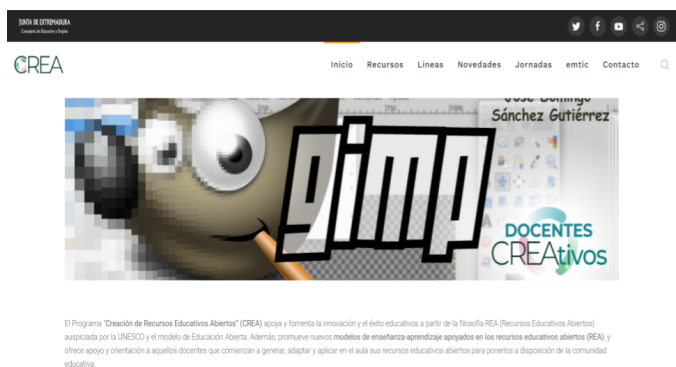 JUNTA DE EXTREMADURA
Consejería de Educación y Empleo
CREA
Inicio Recursos Líneas Novedades Jornadas emtic Contacto
José Domingo
Sánchez Gutiérrez
gimp
DOCENTES
CREAtivos
El Programa "Creación de Recursos Educativos Abiertos" (CREA) apoya y fomenta la innovación y el éxito educativos a partir de la filosofía REA (Recursos Educativos Abiertos)
auspiciada por la UNESCO y el modelo de Educación Abierta. Además, promueve nuevos modelos de enseñanza-aprendizaje apoyados en los recursos educativos abiertos (REA), y
ofrece apoyo y orientación a aquellos docentes que comienzan a generar, adaptar y aplicar en el aula sus recursos educativos abiertos para ponerlos a disposición de la comunidad
educativa.